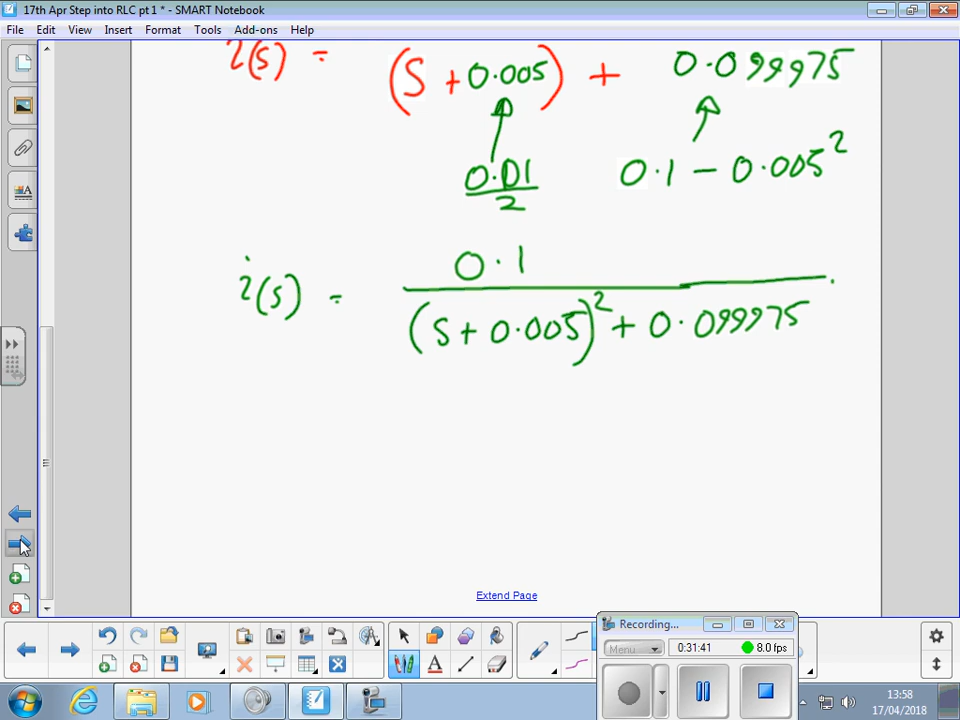 17th Apr Step into RLC pt 1 * - SMART Notebook
File Edit View Insert Format Tools Add-ons Help
i(s) = (S + 0.005) + 0.099975
0.01 0.1 - 0.005²
2
0.1
i(s) =
(S + 0.005)² + 0.099975
Extend Page
Recording...
Menu 0:31:41 8.0 fps
13:58
17/04/2018